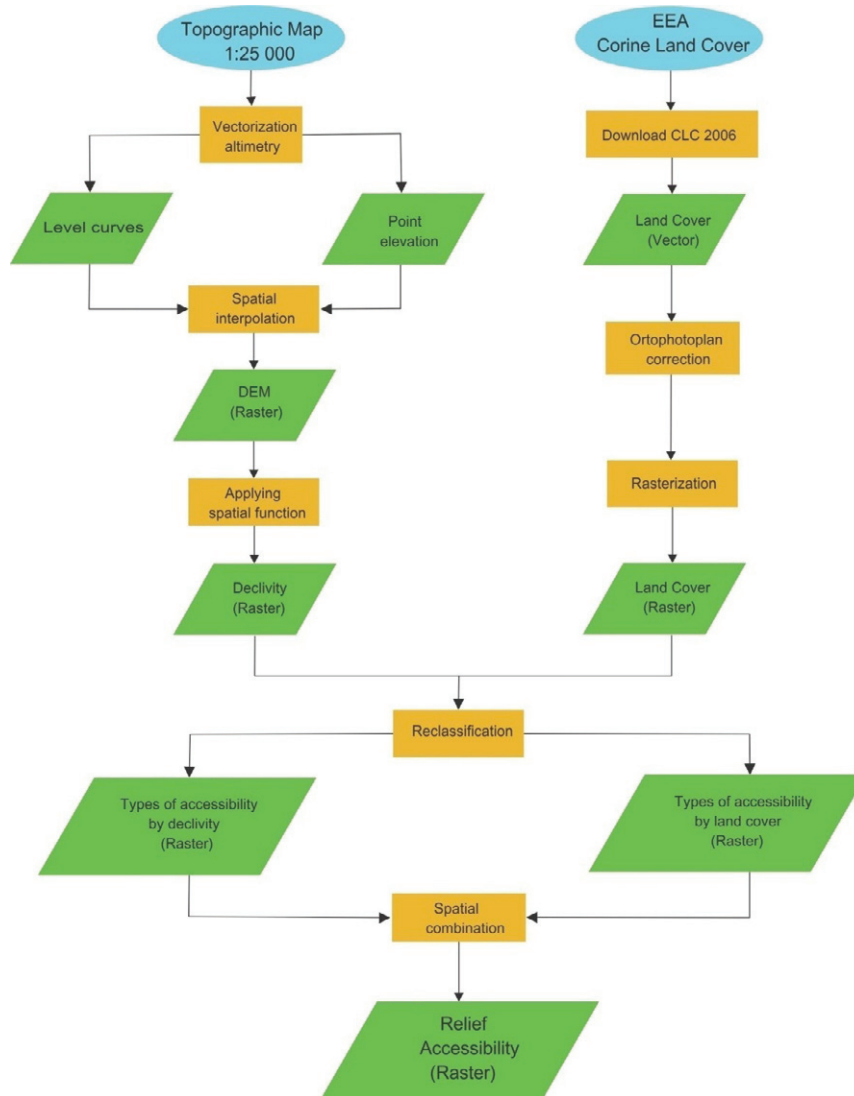 Topographic Map
1:25 000
EEA
Corine Land Cover
Vectorization
altimetry
Download CLC 2006
Level curves
Point
elevation
Land Cover
(Vector)
Spatial
interpolation
Ortophotoplan
correction
DEM
(Raster)
Applying
spatial function
Rasterization
Declivity
(Raster)
Land Cover
(Raster)
Reclassification
Types of accessibility
by declivity
(Raster)
Types of accessibility
by land cover
(Raster)
Spatial
combination
Relief
Accessibility
(Raster)